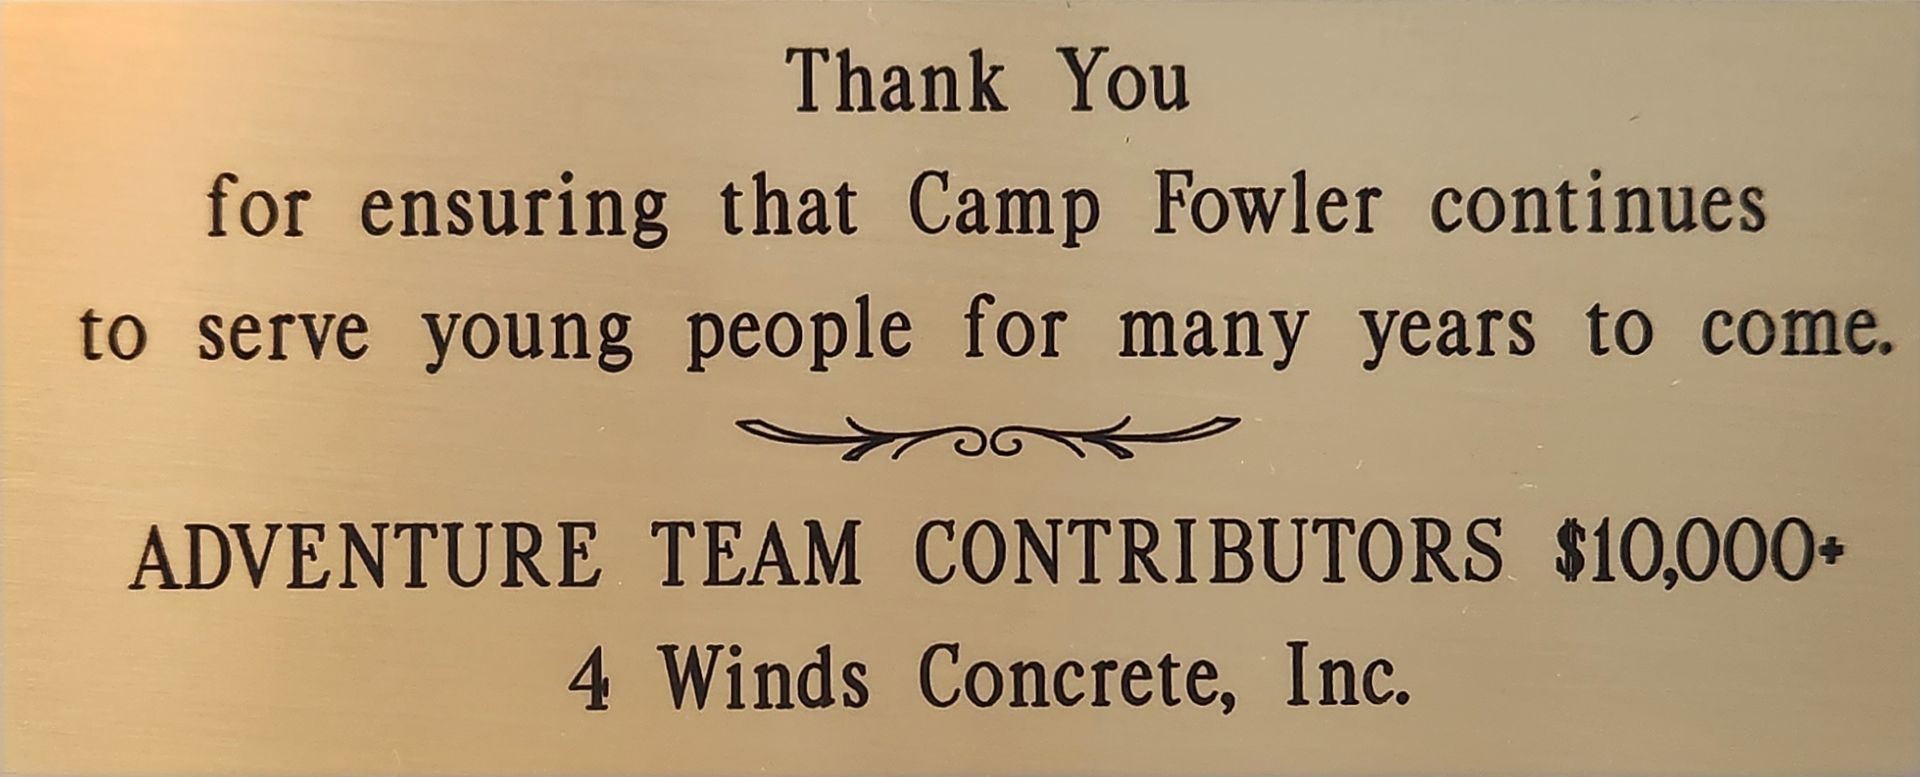 Thank You
for ensuring that Camp Fowler continues
to serve young people for many years to come.
ADVENTURE TEAM CONTRIBUTORS $10,000+
4 Winds Concrete, Inc.